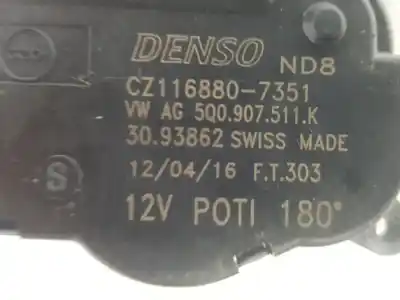 DENSO ND8
CZ116880-7351
VW AG 5Q0.907.511.K
30.93862 SWISS MADE
12/04/16 F.T.303
S
12V POTI 180°